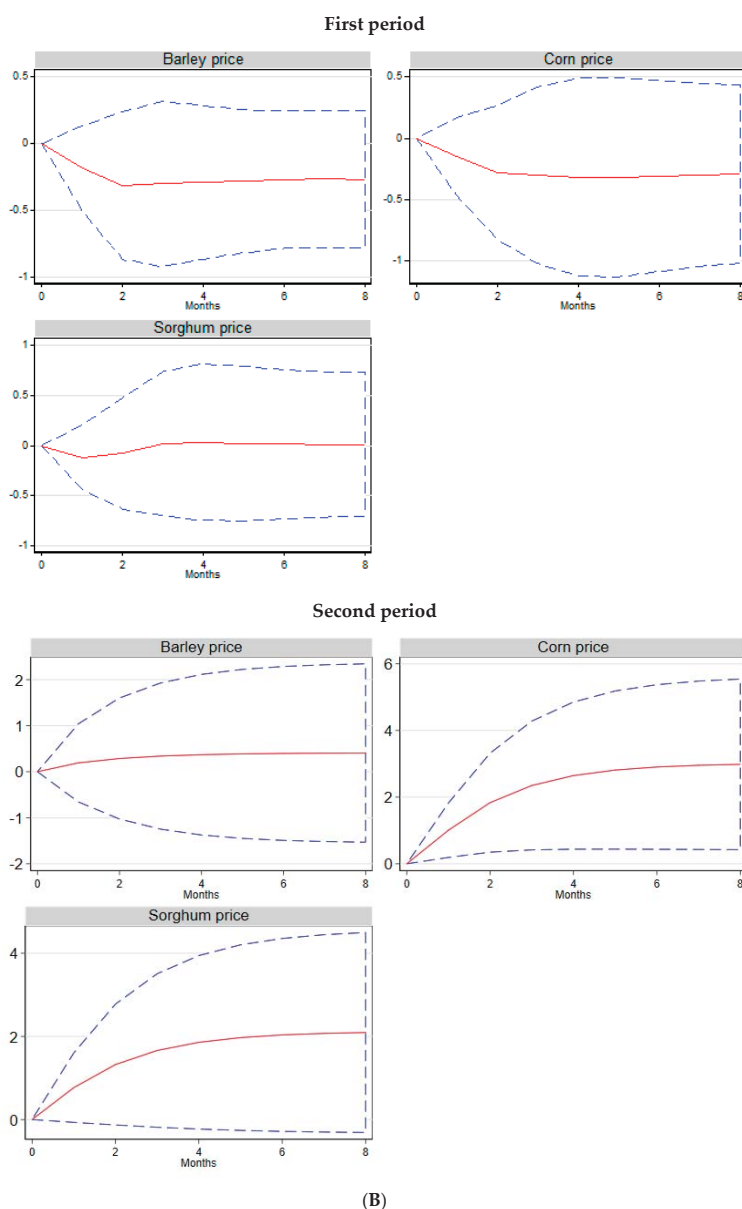 First period
Barley price
Corn price
0.5
0
-0.5
-1
0 2 4 6 8
Months
0.5
0
-0.5
-1
0 2 4 6 8
Months
Sorghum price
1
0.5
0
-0.5
-1
0 2 4 6 8
Months
Second period
Barley price
Corn price
2
1
0
-1
-2
0 2 4 6 8
Months
6
4
2
0
0 2 4 6 8
Months
Sorghum price
4
2
0
0 2 4 6 8
Months
(B)